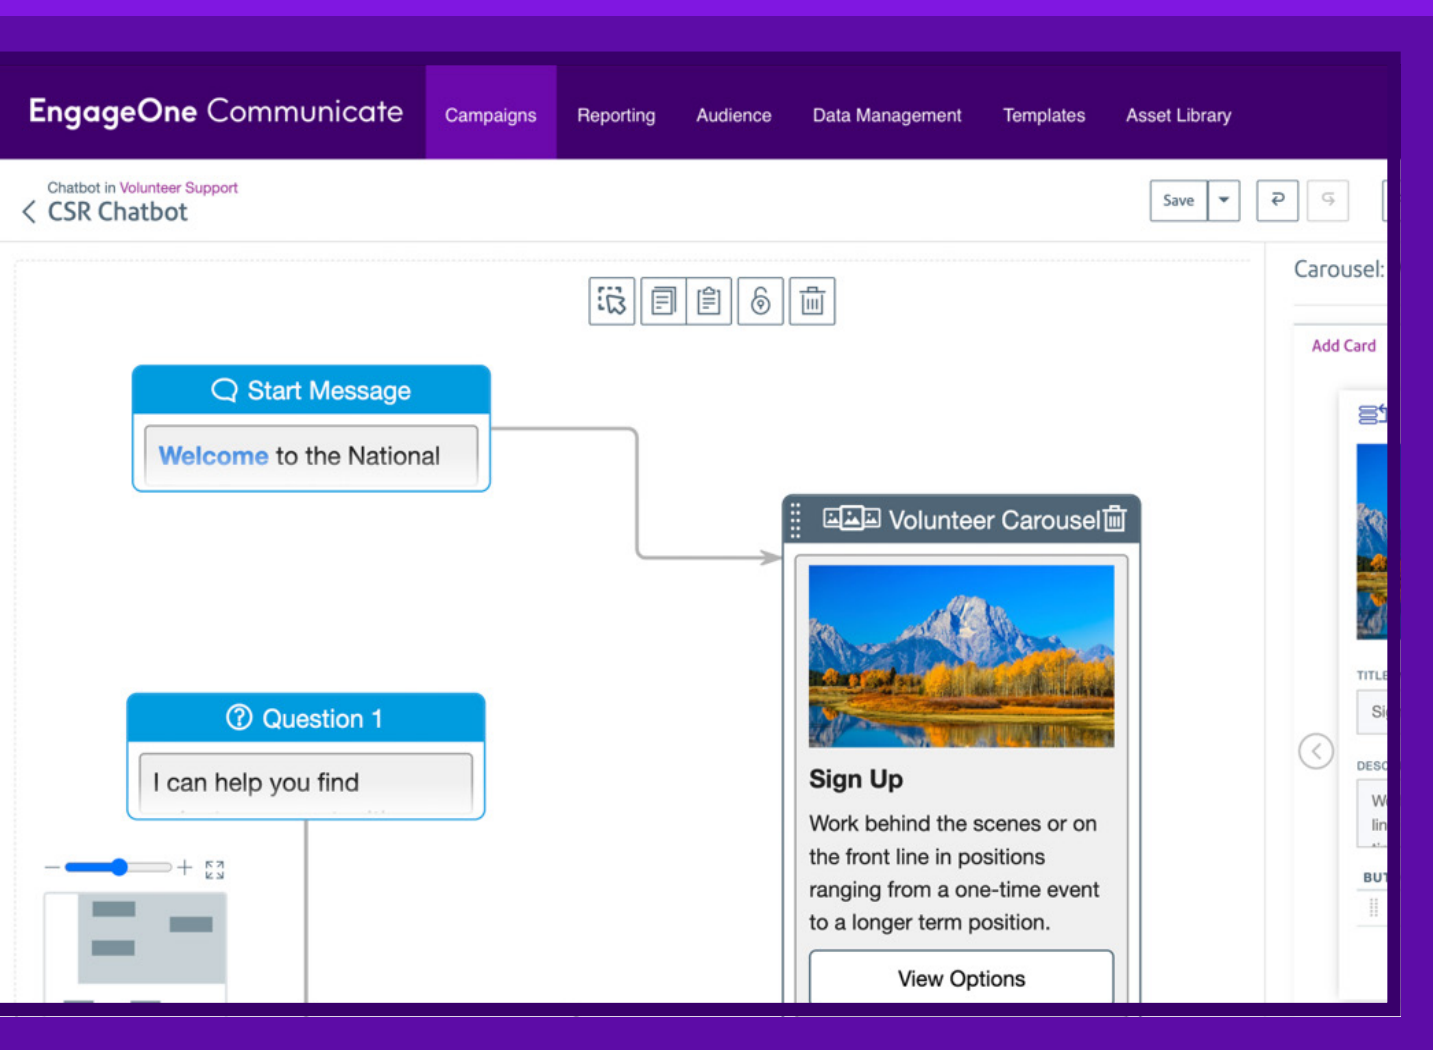 EngageOne Communicate
Campaigns
Reporting
Audience
Data Management
Templates
Asset Library
Chatbot in Volunteer Support
CSR Chatbot
Save
Carousel:
Add Card
Start Message
Welcome to the National
Volunteer Carousel
Question 1
I can help you find
Sign Up
Work behind the scenes or on
the front line in positions
ranging from a one-time event
to a longer term position.
View Options
TITLE